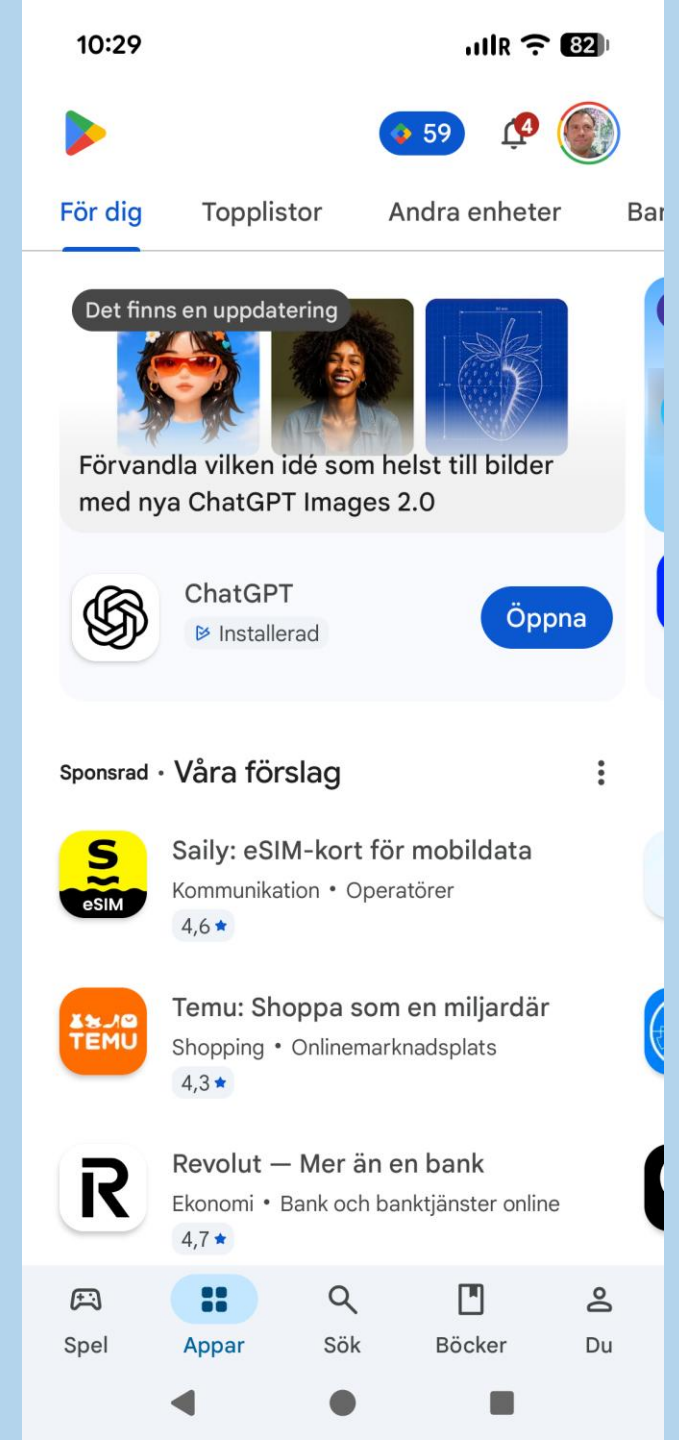 10:29
R
82
59
4
För dig
Topplistor
Andra enheter
Bar
Det finns en uppdatering
Förvandla vilken idé som helst till bilder
med nya ChatGPT Images 2.0
ChatGPT
Installerad
Öppna
Sponsrad • Våra förslag
S
eSIM
Saily: eSIM-kort för mobildata
Kommunikation • Operatörer
4,6 ★
TEMU
Temu: Shoppa som en miljardär
Shopping • Onlinemarknadsplats
4,3 ★
R
Revolut — Mer än en bank
Ekonomi • Bank och banktjänster online
4,7 ★
Spel
Appar
Sök
Böcker
Du